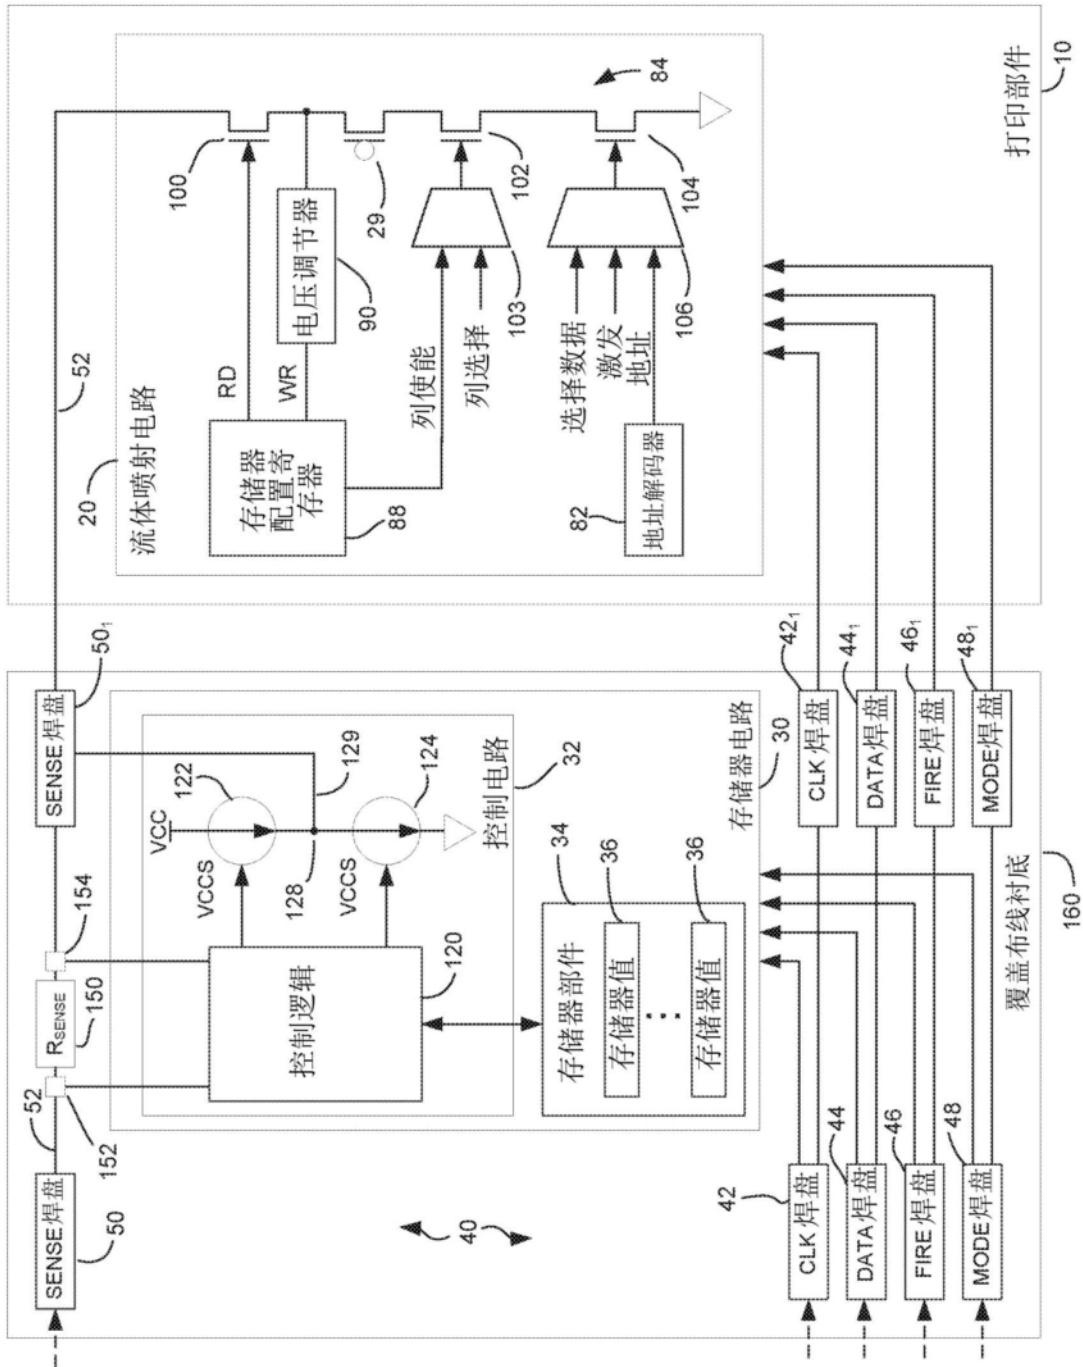 SENSE焊盘
50
52
152
RSENSE
150
154
SENSE焊盘
50₁
52
20
流体喷射电路
存储器
配置寄
存器
88
RD
WR
电压调节器
90
100
29
列使能
列选择
103
102
选择数据
激发
地址
82
地址解码器
106
104
84
打印部件
10
VCC
122
VCCS
128
129
VCCS
124
控制逻辑
120
控制电路
32
存储器部件
34
存储器值
36
存储器值
36
存储器电路
30
40
42
CLK 焊盘
44
DATA焊盘
46
FIRE焊盘
48
MODE焊盘
CLK 焊盘
42₁
DATA焊盘
44₁
FIRE焊盘
46₁
MODE焊盘
48₁
覆盖布线衬底
160